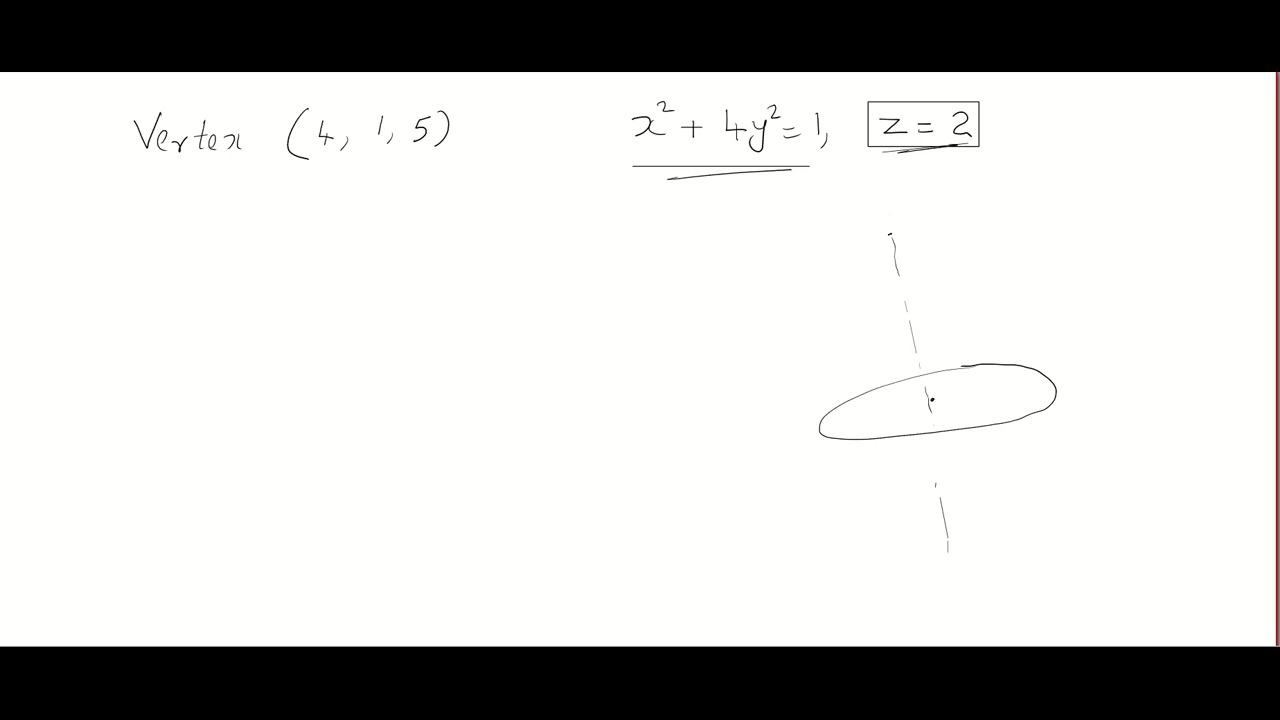 Vertex (4, 1, 5) x² + 4y² = 1, z = 2